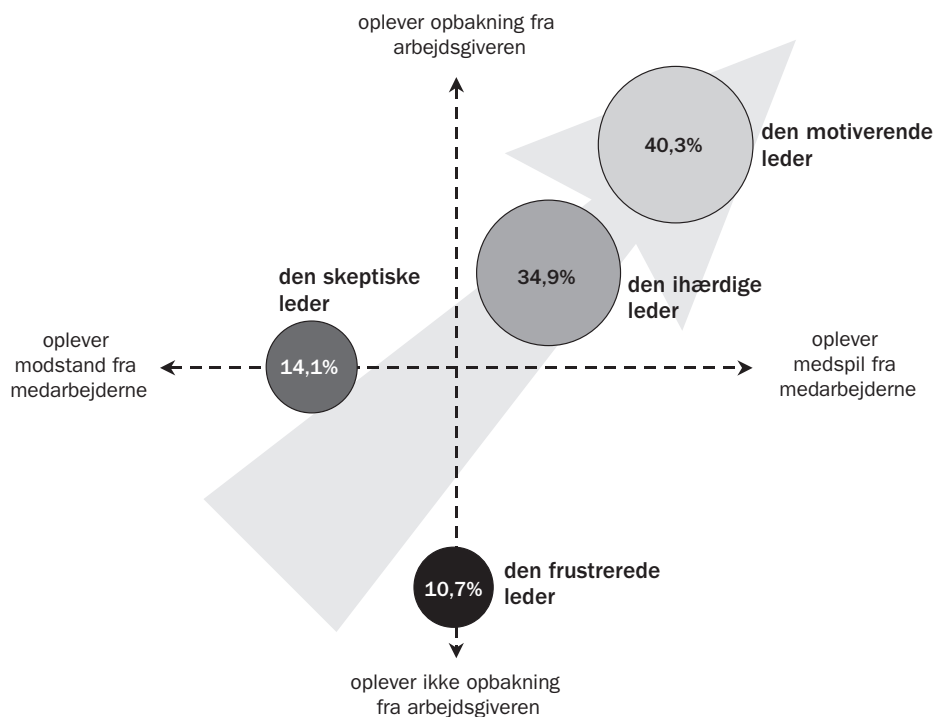 oplever opbakning fra
arbejdsgiveren
40,3%
den motiverende
leder
34,9%
den ihærdige
leder
den skeptiske
leder
14,1%
oplever
modstand fra
medarbejderne
oplever
medspil fra
medarbejderne
10,7%
den frustrerede
leder
oplever ikke opbakning
fra arbejdsgiveren